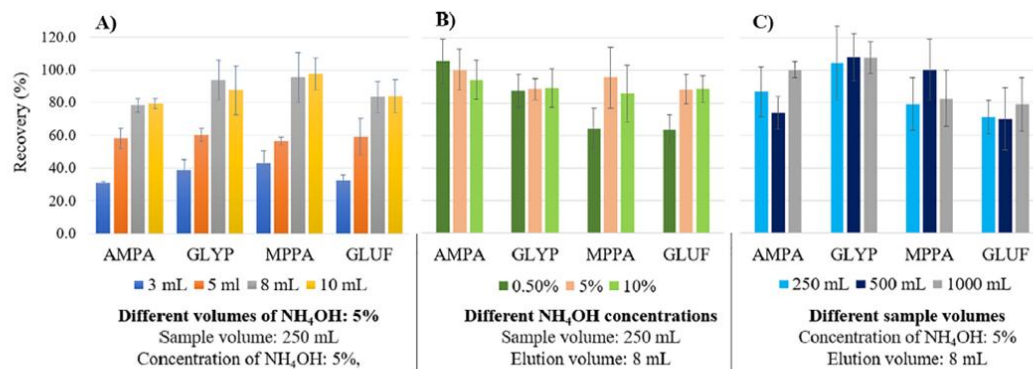 A)
B)
C)
Recovery (%)
120.0
100.0
80.0
60.0
40.0
20.0
0.0
AMPA GLYP MPPA GLUF
3 mL 5 ml 8 mL 10 mL
Different volumes of NH₄OH: 5%
Sample volume: 250 mL
Concentration of NH₄OH: 5%,
AMPA GLYP MPPA GLUF
0.50% 5% 10%
Different NH₄OH concentrations
Sample volume: 250 mL
Elution volume: 8 mL
AMPA GLYP MPPA GLUF
250 mL 500 mL 1000 mL
Different sample volumes
Concentration of NH₄OH: 5%
Elution volume: 8 mL